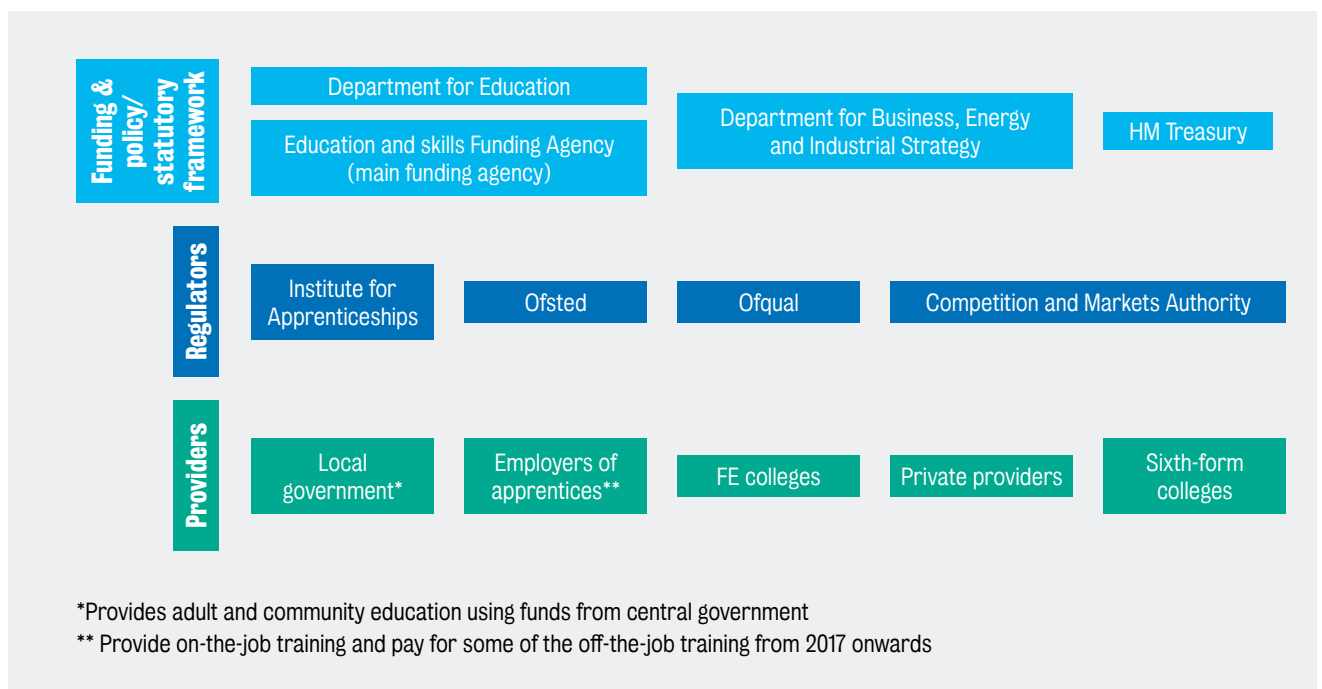 Funding &
policy/
statutory
framework
Department for Education
Education and skills Funding Agency
(main funding agency)
Department for Business, Energy
and Industrial Strategy
HM Treasury
Regulators
Institute for
Apprenticeships
Ofsted
Ofqual
Competition and Markets Authority
Providers
Local
government*
Employers of
apprentices**
FE colleges
Private providers
Sixth-form
colleges
*Provides adult and community education using funds from central government
** Provide on-the-job training and pay for some of the off-the-job training from 2017 onwards